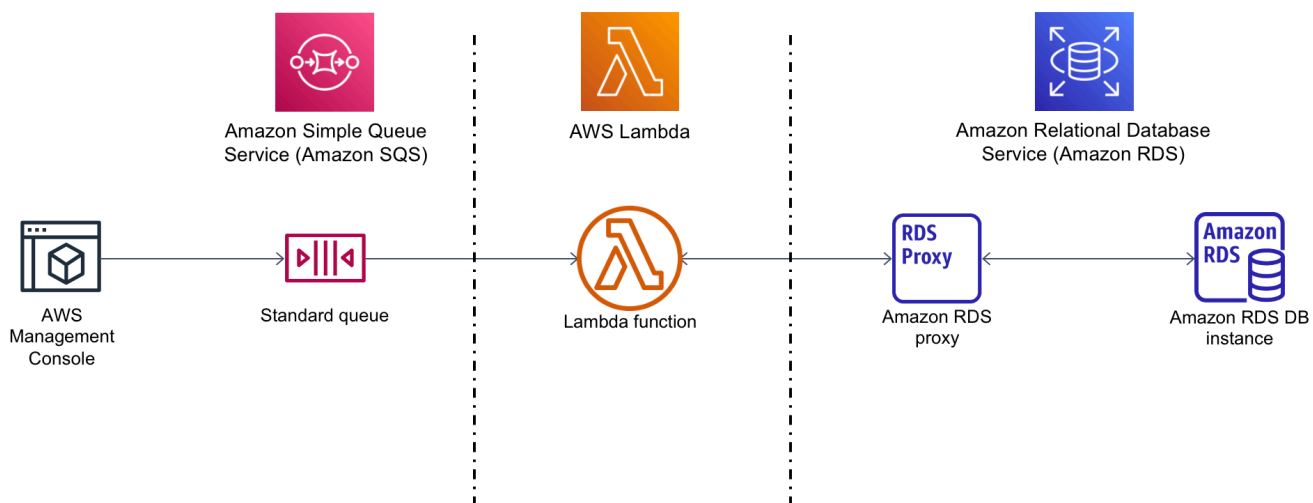 Amazon Simple Queue
Service (Amazon SQS)
AWS Lambda
Amazon Relational Database
Service (Amazon RDS)
AWS
Management
Console
Standard queue
Lambda function
RDS
Proxy
Amazon RDS
proxy
Amazon
RDS
Amazon RDS DB
instance